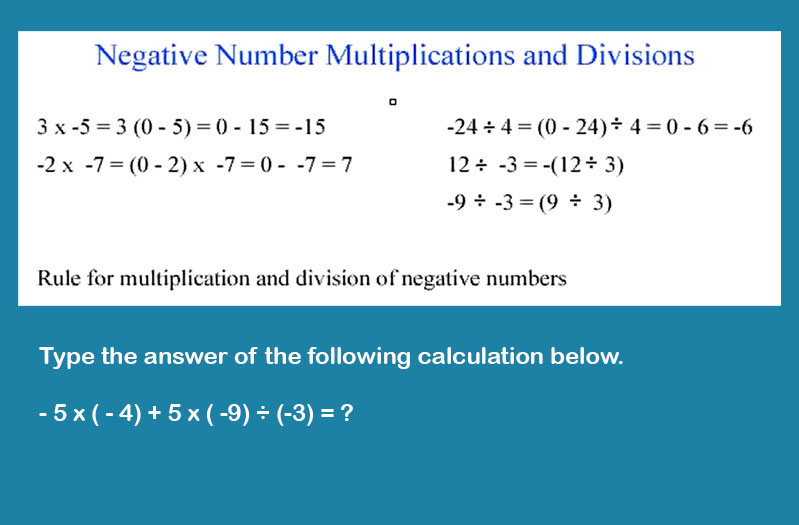 Negative Number Multiplications and Divisions
3 x -5 = 3 (0 - 5) = 0 - 15 = -15
-2 x -7 = (0 - 2) x -7 = 0 - -7 = 7
-24 ÷ 4 = (0 - 24) ÷ 4 = 0 - 6 = -6
12 ÷ -3 = -(12 ÷ 3)
-9 ÷ -3 = (9 ÷ 3)
Rule for multiplication and division of negative numbers
Type the answer of the following calculation below.
- 5 x ( - 4) + 5 x ( -9) ÷ (-3) = ?